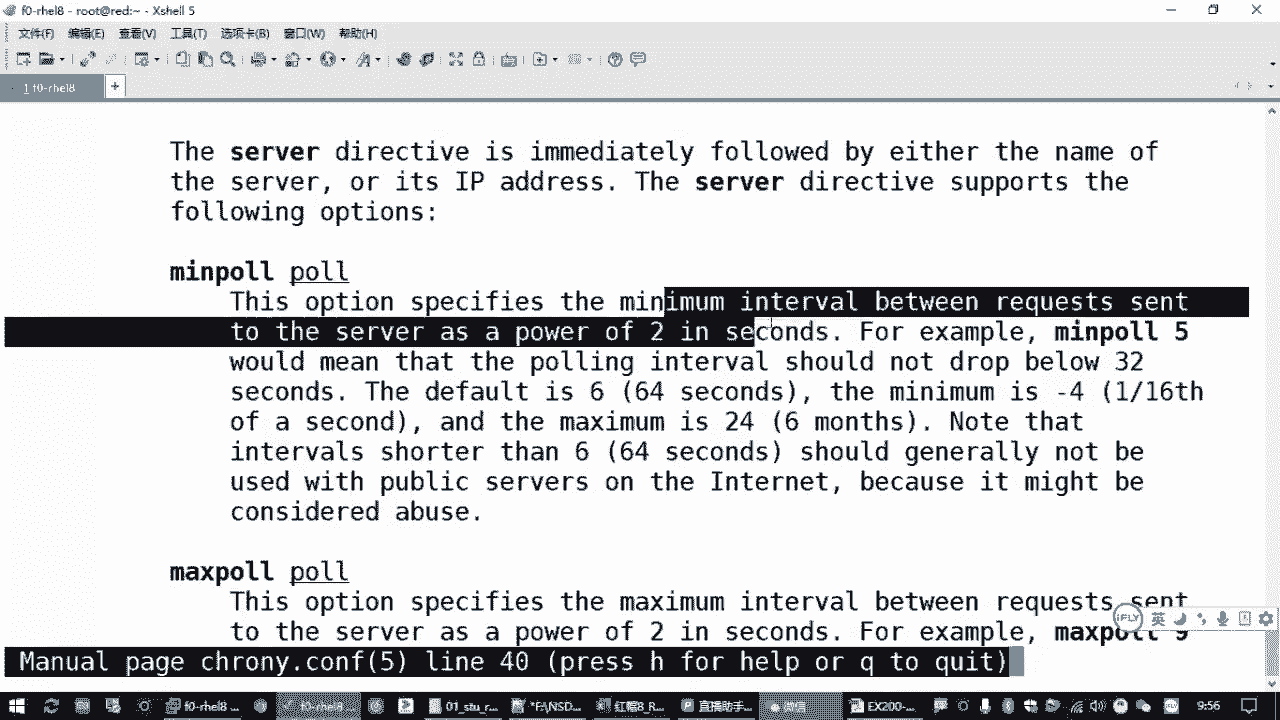 f0-rhel8 - root@red:~ - Xshell 5
文件(F) 编辑(E) 查看(V) 工具(T) 选项卡(B) 窗口(W) 帮助(H)
1 f0-rhel8
The server directive is immediately followed by either the name of
the server, or its IP address. The server directive supports the
following options:
minpoll poll
This option specifies the minimum interval between requests sent
to the server as a power of 2 in seconds. For example, minpoll 5
would mean that the polling interval should not drop below 32
seconds. The default is 6 (64 seconds), the minimum is -4 (1/16th
of a second), and the maximum is 24 (6 months). Note that
intervals shorter than 6 (64 seconds) should generally not be
used with public servers on the Internet, because it might be
considered abuse.
maxpoll poll
This option specifies the maximum interval between requests sent
to the server as a power of 2 in seconds. For example, maxpoll 9
iFLY 英
Manual page chrony.conf(5) line 40 (press h for help or q to quit)
f0-rhel8 ... f0-rhel8 01_stu_r... *F:\NSD... 红帽8_R... 直播助手... 微信 EX200-... 9:56